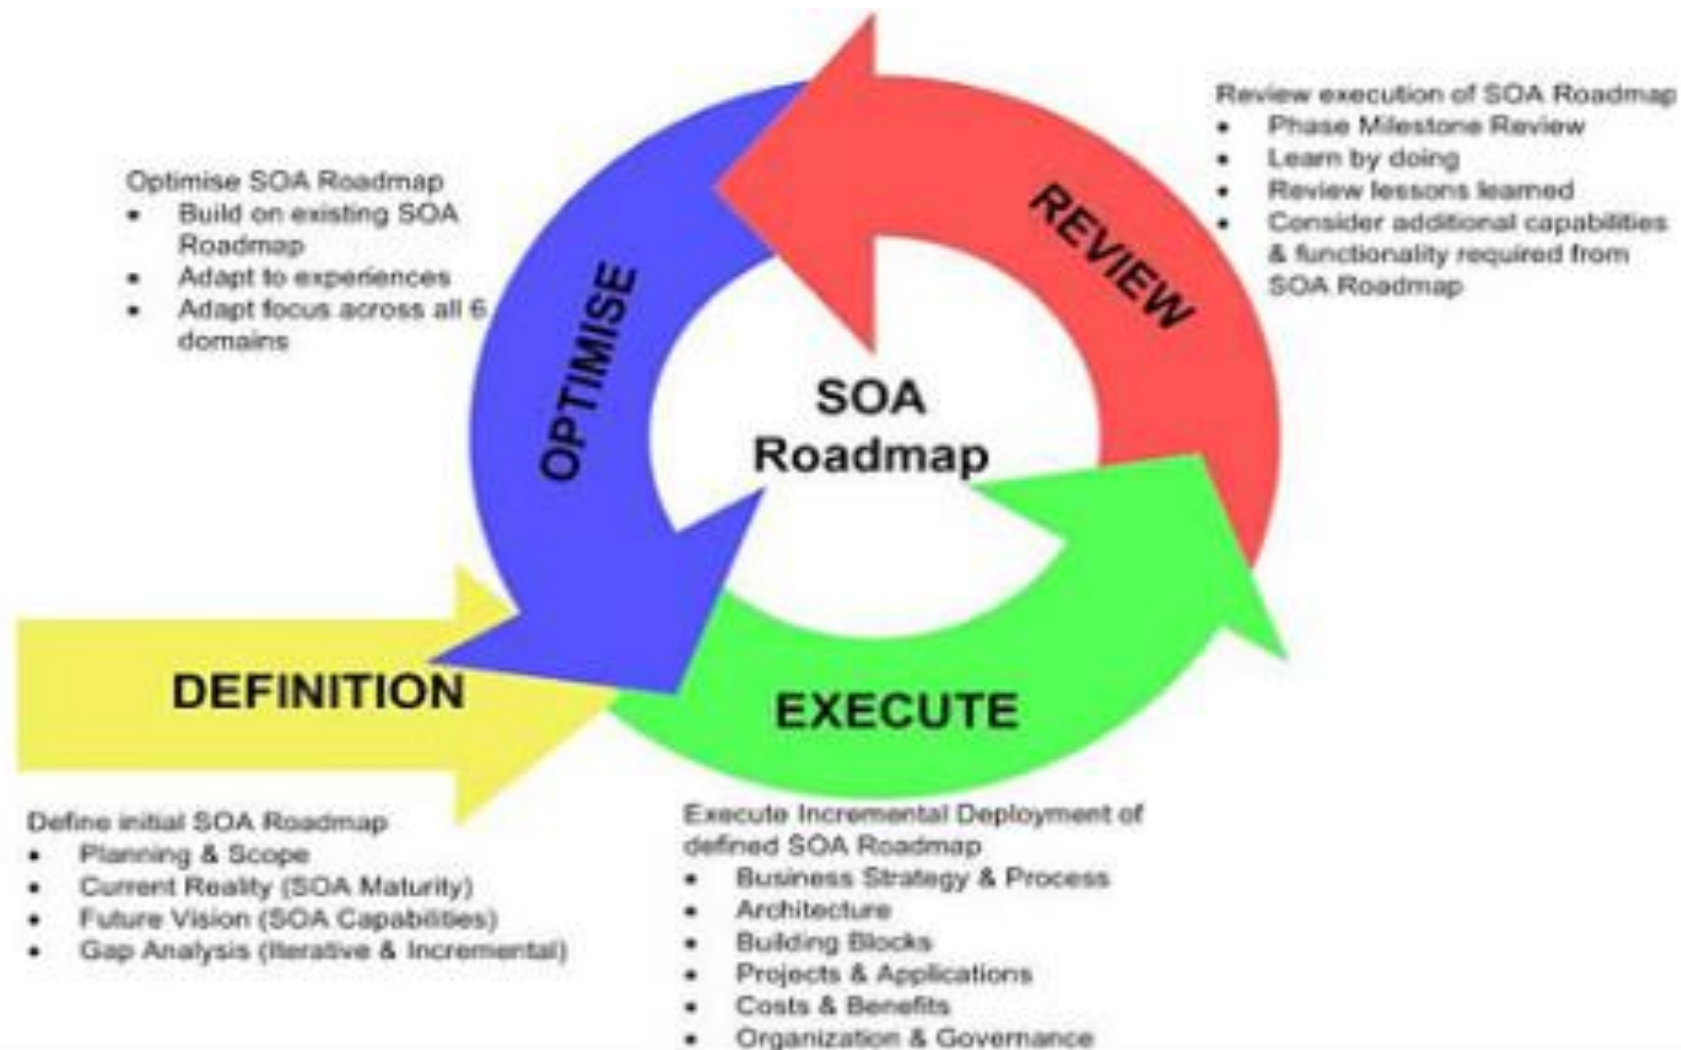 Review execution of SOA Roadmap
• Phase Milestone Review
• Learn by doing
• Review lessons learned
• Consider additional capabilities
& functionality required from
SOA Roadmap
Optimise SOA Roadmap
• Build on existing SOA
Roadmap
• Adapt to experiences
• Adapt focus across all 6
domains
REVIEW
OPTIMISE
SOA
Roadmap
DEFINITION
EXECUTE
Define initial SOA Roadmap
• Planning & Scope
• Current Reality (SOA Maturity)
• Future Vision (SOA Capabilities)
• Gap Analysis (Iterative & Incremental)
Execute Incremental Deployment of
defined SOA Roadmap
• Business Strategy & Process
• Architecture
• Building Blocks
• Projects & Applications
• Costs & Benefits
• Organization & Governance